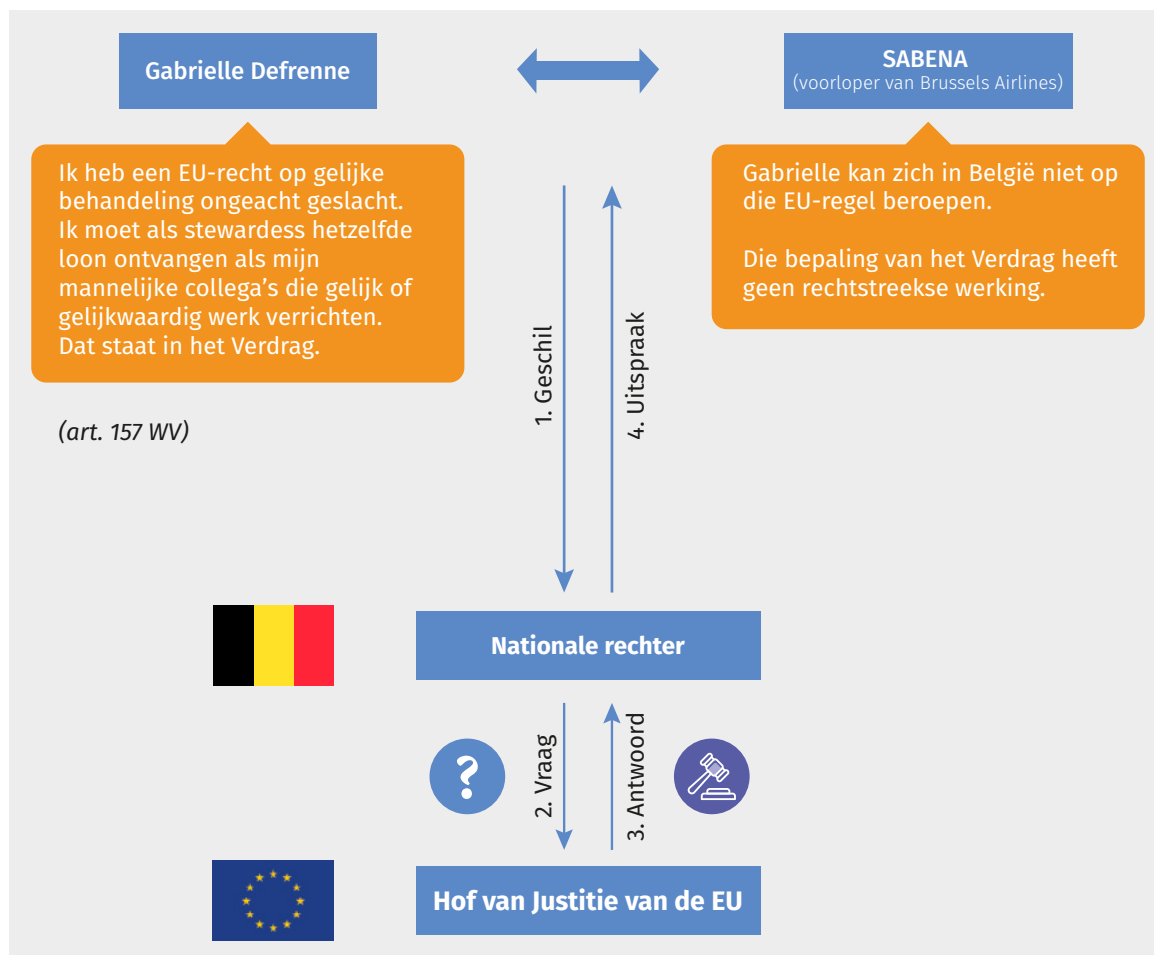 Gabrielle Defrenne
SABENA
(voorloper van Brussels Airlines)
Ik heb een EU-recht op gelijke
behandeling ongeacht geslacht.
Ik moet als stewardess hetzelfde
loon ontvangen als mijn
mannelijke collega's die gelijk of
gelijkwaardig werk verrichten.
Dat staat in het Verdrag.
Gabrielle kan zich in België niet op
die EU-regel beroepen.
Die bepaling van het Verdrag heeft
geen rechtstreekse werking.
(art. 157 WV)
1. Geschil
4. Uitspraak
Nationale rechter
?
2. Vraag
3. Antwoord
Hof van Justitie van de EU